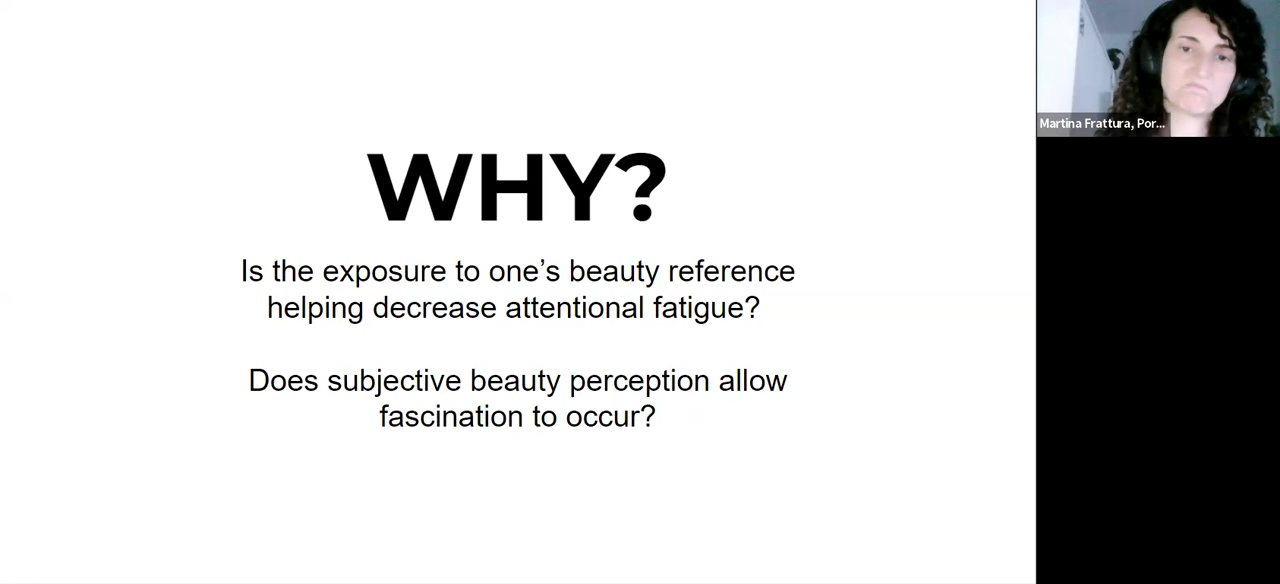 WHY?
Is the exposure to one’s beauty reference
helping decrease attentional fatigue?
Does subjective beauty perception allow
fascination to occur?
Martina Frattura, Por...